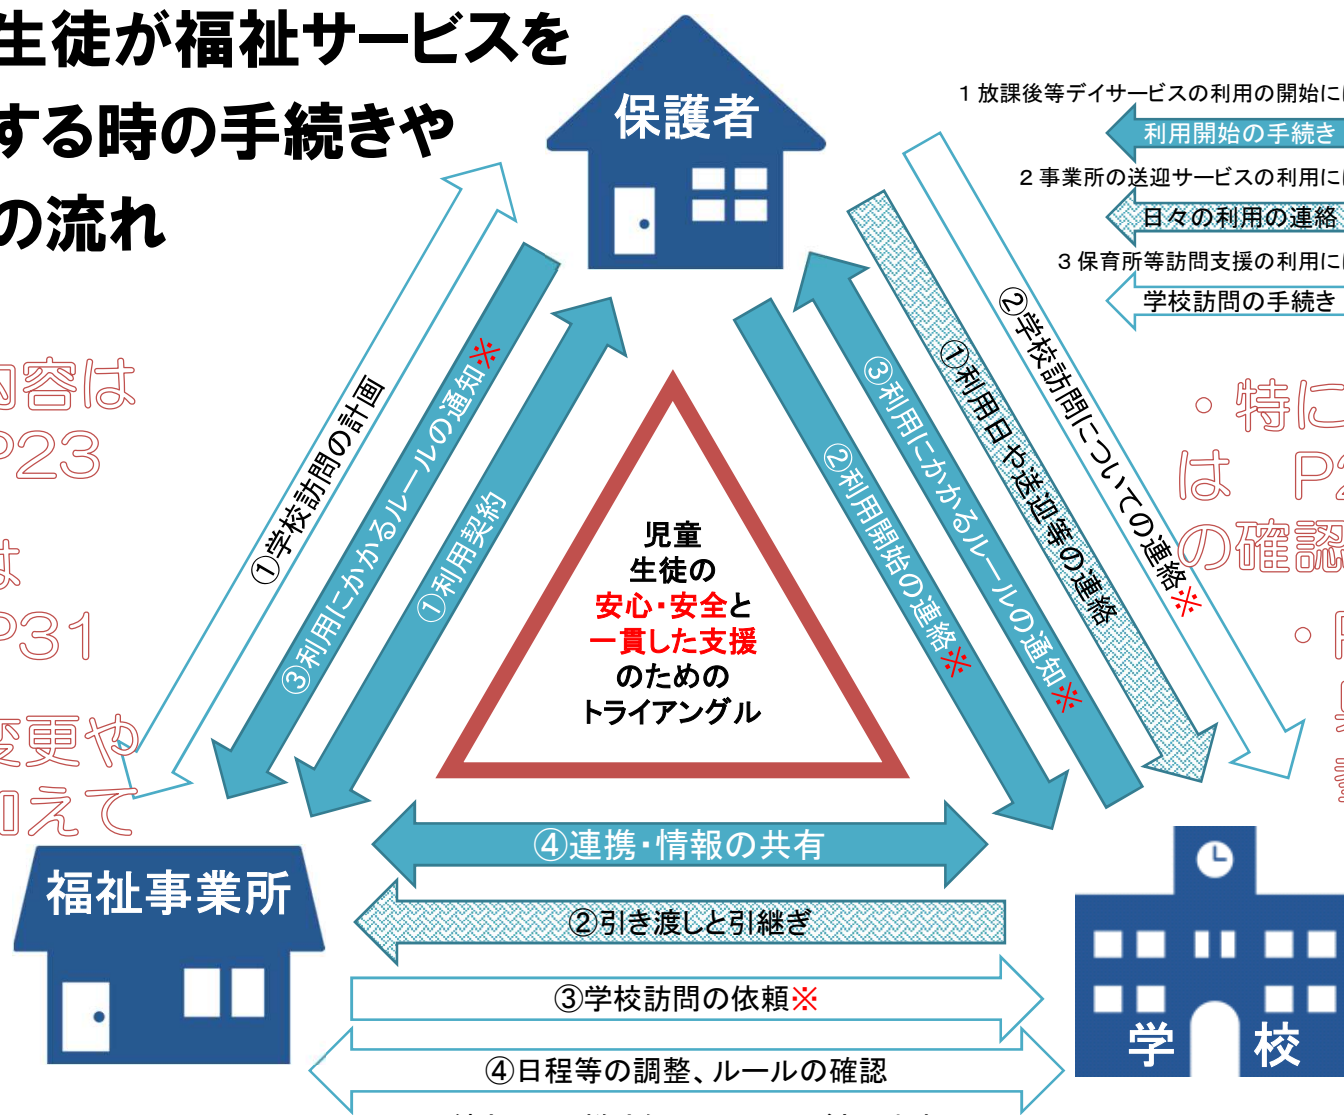 生徒が福祉サービスを
する時の手続きや
の流れ
保護者
1 放課後等デイサービスの利用の開始に
利用開始の手続き
2 事業所の送迎サービスの利用に
日々の利用の連絡
3 保育所等訪問支援の利用に
学校訪問の手続き
内容は
P23
は
P31
変更や
加えて
・特に
は P2
の確認
①学校訪問の計画
③利用にかかるルールの通知※
①利用契約
②利用開始の連絡※
③利用にかかるルールの通知※
①利用日や送迎等の連絡
②学校訪問についての連絡※
児童
生徒の
安心・安全と
一貫した支援
のための
トライアングル
④連携・情報の共有
②引き渡しと引継ぎ
③学校訪問の依頼※
④日程等の調整、ルールの確認
福祉事業所
学校